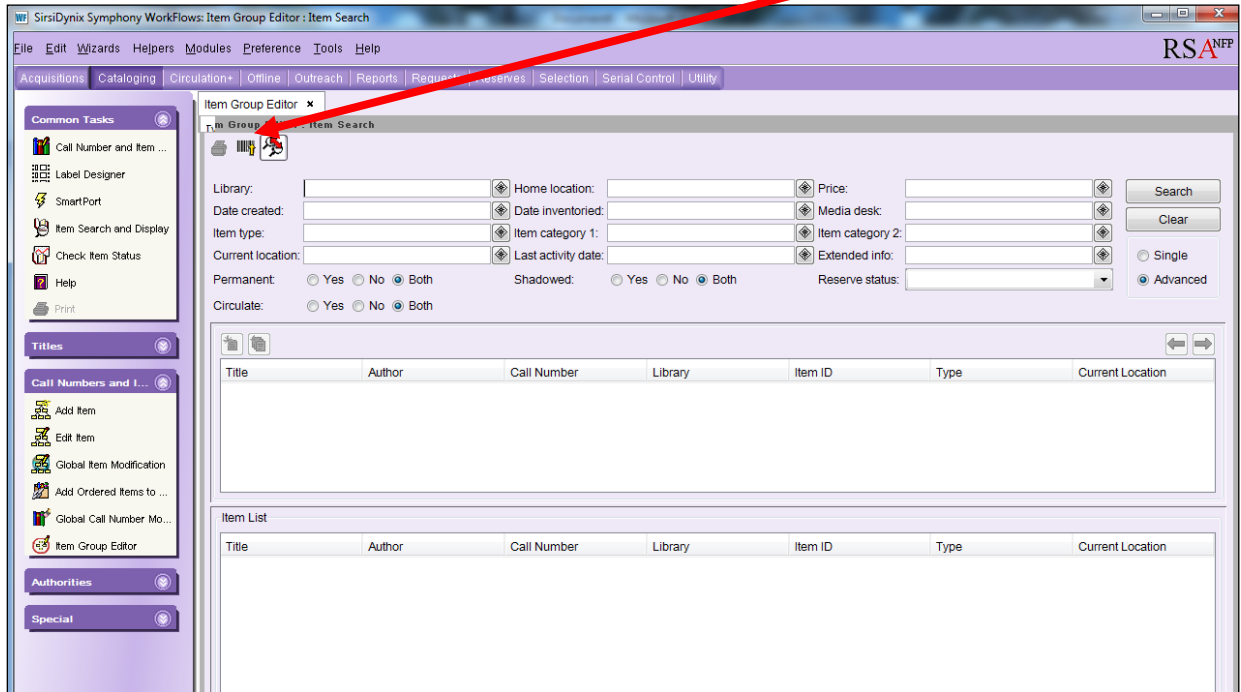 WF SirsiDynix Symphony WorkFlows: Item Group Editor : Item Search
File Edit Wizards Helpers Modules Preference Tools Help
RSANFP
Acquisitions Cataloging Circulation+ Offline Outreach Reports Requests Reserves Selection Serial Control Utility
Item Group Editor ×
Group : Item Search
Common Tasks
Call Number and Item ...
Label Designer
SmartPort
Item Search and Display
Check Item Status
Help
Print
Titles
Call Numbers and I...
Add Item
Edit Item
Global Item Modification
Add Ordered Items to ...
Global Call Number Mo...
Item Group Editor
Authorities
Special
Library: Home location: Price: Search
Date created: Date inventoried: Media desk: Clear
Item type: Item category 1: Item category 2:
Current location: Last activity date: Extended info: Single
Permanent: Yes No Both Shadowed: Yes No Both Reserve status: Advanced
Circulate: Yes No Both
Title Author Call Number Library Item ID Type Current Location
Item List
Title Author Call Number Library Item ID Type Current Location